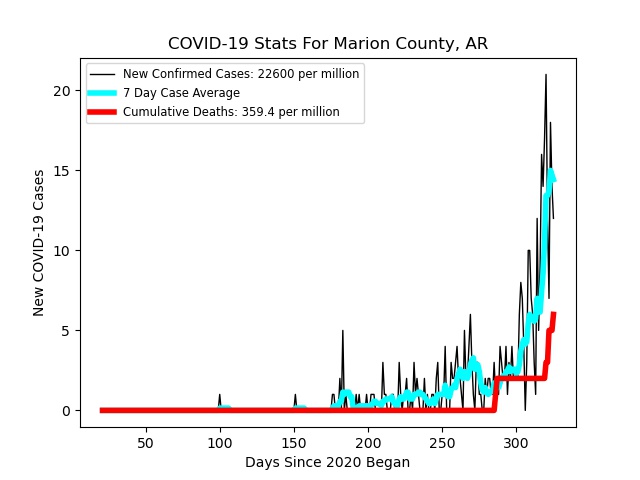 COVID-19 Stats For Marion County, AR
New Confirmed Cases: 22600 per million
7 Day Case Average
Cumulative Deaths: 359.4 per million
New COVID-19 Cases
20
15
10
5
0
50 100 150 200 250 300
Days Since 2020 Began